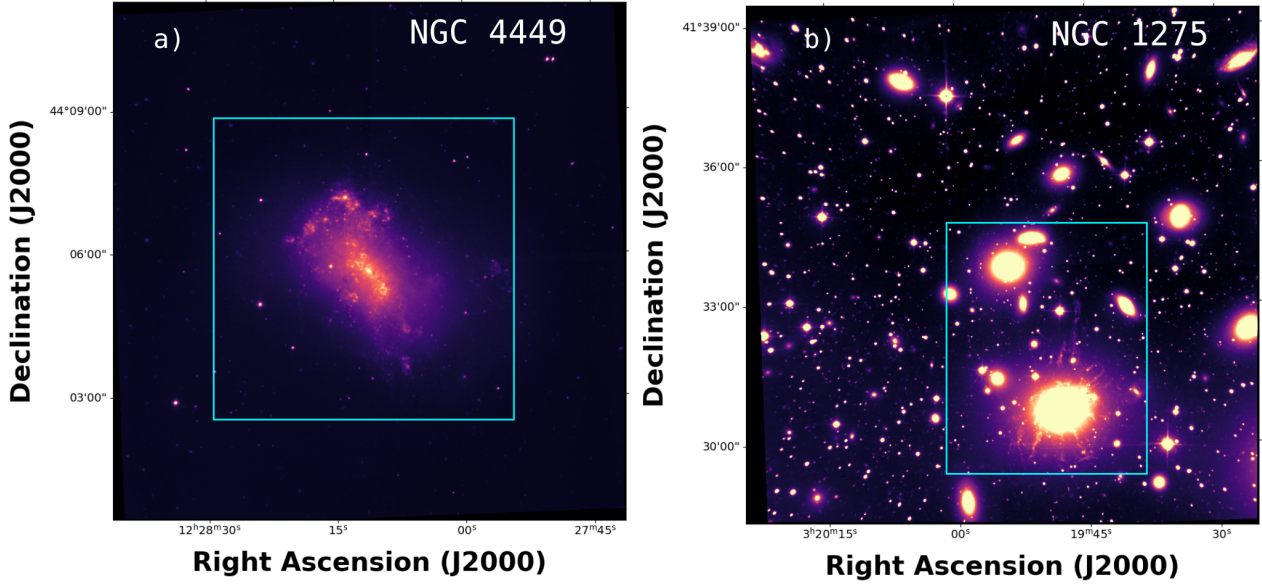 a) NGC 4449
Declination (J2000)
44°09'00"
06'00"
03'00"
12ʰ28ᵐ30ˢ 15ˢ 00ˢ 27ᵐ45ˢ
Right Ascension (J2000)
b) NGC 1275
Declination (J2000)
41°39'00"
36'00"
33'00"
30'00"
3ʰ20ᵐ15ˢ 00ˢ 19ᵐ45ˢ 30ˢ
Right Ascension (J2000)